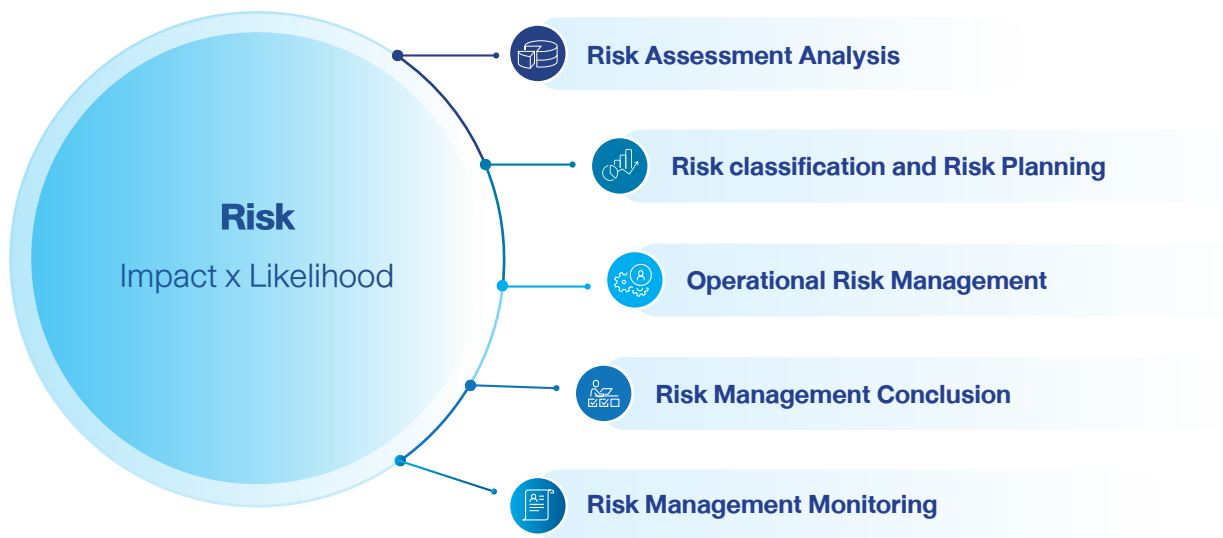 Risk
Impact x Likelihood
Risk Assessment Analysis
Risk classification and Risk Planning
Operational Risk Management
Risk Management Conclusion
Risk Management Monitoring